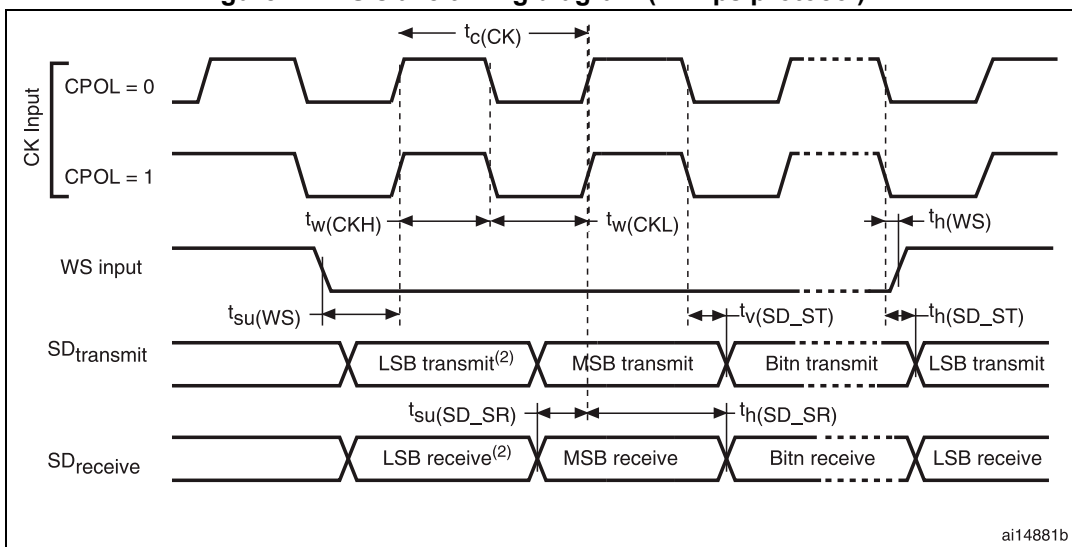 tc(CK)
CK Input
CPOL = 0
CPOL = 1
tw(CKH)
tw(CKL)
th(WS)
WS input
tsu(WS)
tv(SD_ST)
th(SD_ST)
SDtransmit
LSB transmit(2)
MSB transmit
Bitn transmit
LSB transmit
tsu(SD_SR)
th(SD_SR)
SDreceive
LSB receive(2)
MSB receive
Bitn receive
LSB receive
ai14881b